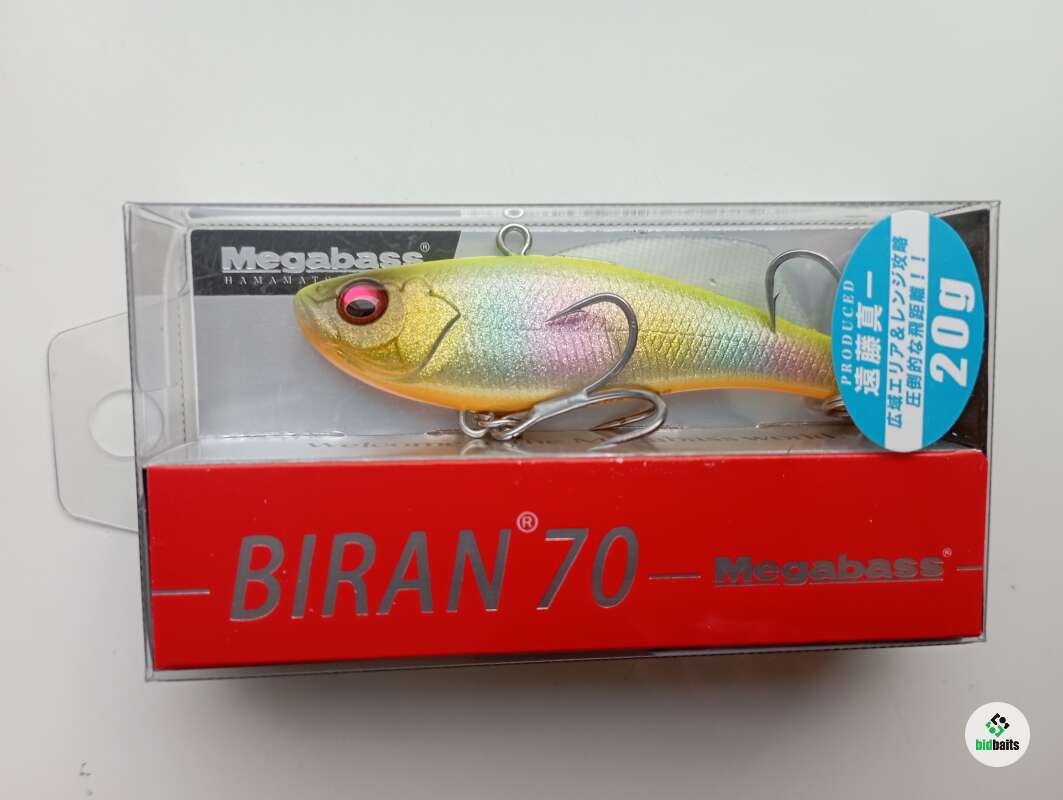 Megabass®
HAMAMATS
PRODUCED
遠藤真一
広域エリア&レンジ攻略
圧倒的な飛距離!!
20g
BIRAN® 70
Megabass®
bidbaits